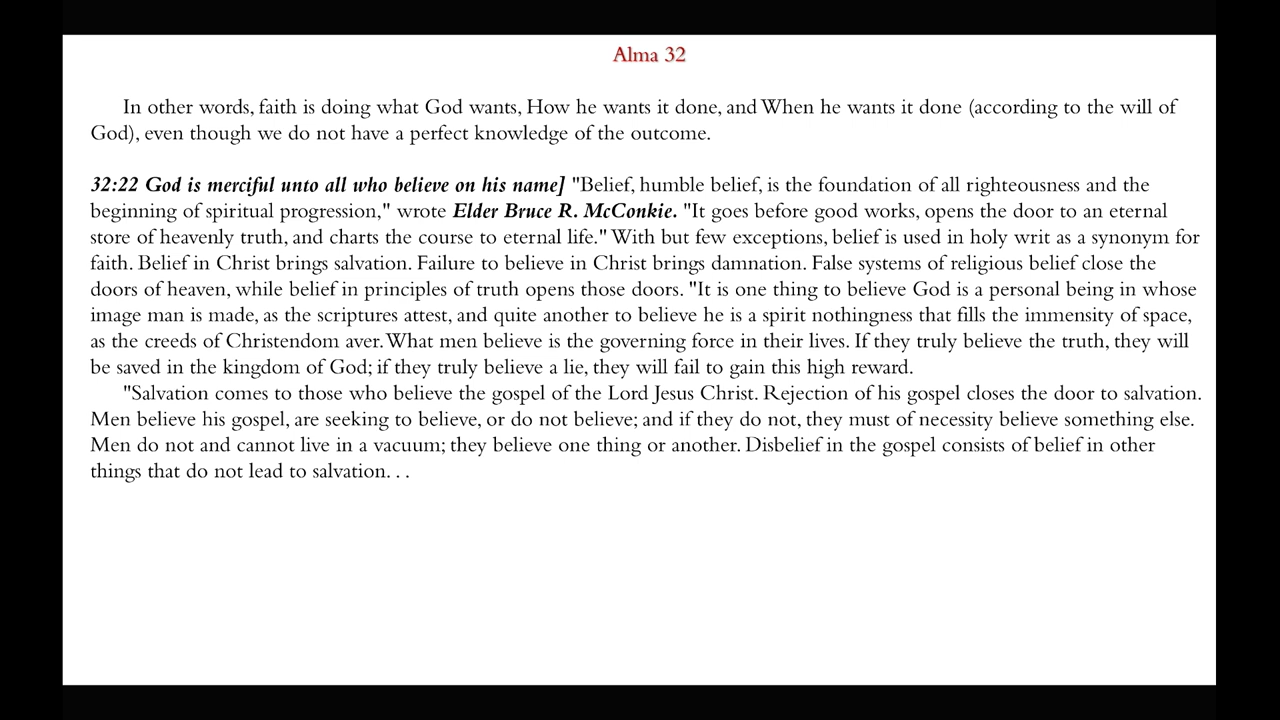 Alma 32
In other words, faith is doing what God wants, How he wants it done, and When he wants it done (according to the will of
God), even though we do not have a perfect knowledge of the outcome.
32:22 God is merciful unto all who believe on his name] "Belief, humble belief, is the foundation of all righteousness and the
beginning of spiritual progression," wrote Elder Bruce R. McConkie. "It goes before good works, opens the door to an eternal
store of heavenly truth, and charts the course to eternal life." With but few exceptions, belief is used in holy writ as a synonym for
faith. Belief in Christ brings salvation. Failure to believe in Christ brings damnation. False systems of religious belief close the
doors of heaven, while belief in principles of truth opens those doors. "It is one thing to believe God is a personal being in whose
image man is made, as the scriptures attest, and quite another to believe he is a spirit nothingness that fills the immensity of space,
as the creeds of Christendom aver. What men believe is the governing force in their lives. If they truly believe the truth, they will
be saved in the kingdom of God; if they truly believe a lie, they will fail to gain this high reward.
"Salvation comes to those who believe the gospel of the Lord Jesus Christ. Rejection of his gospel closes the door to salvation.
Men believe his gospel, are seeking to believe, or do not believe; and if they do not, they must of necessity believe something else.
Men do not and cannot live in a vacuum; they believe one thing or another. Disbelief in the gospel consists of belief in other
things that do not lead to salvation. . .